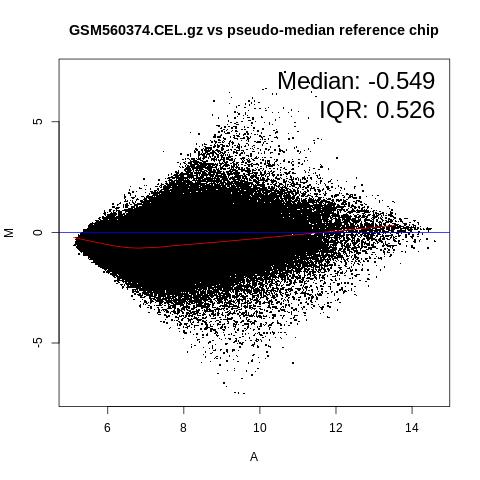 GSM560374.CEL.gz vs pseudo-median reference chip
Median: -0.549
IQR: 0.526
5
0
-5
M
6 8 10 12 14
A